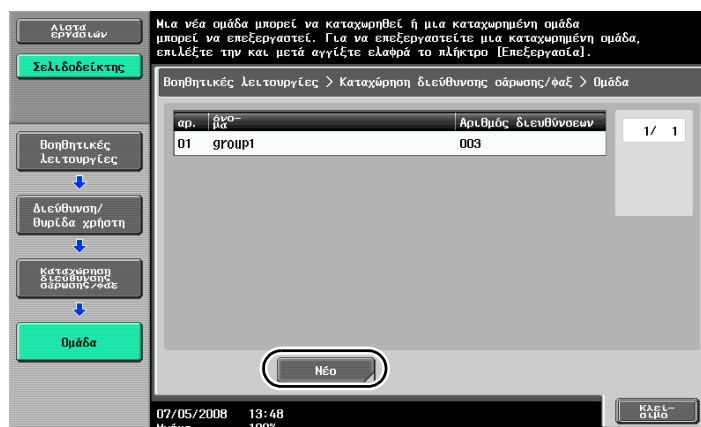 Λίστα
εργασιών
Σελιδοδείκτης
Βοηθητικές
λειτουργίες
Διεύθυνση/
θυρίδα χρήστη
Καταχώρηση
διεύθυνσης
σάρωσης/φαξ
Ομάδα
Μια νέα ομάδα μπορεί να καταχωρηθεί ή μια καταχωρημένη ομάδα
μπορεί να επεξεργαστεί. Για να επεξεργαστείτε μια καταχωρημένη ομάδα,
επιλέξτε την και μετά αγγίξτε ελαφρά το πλήκτρο [Επεξεργασία].
Βοηθητικές λειτουργίες > Καταχώρηση διεύθυνσης σάρωσης/φαξ > Ομάδα
αρ. όνο-
μα Αριθμός διευθύνσεων
01 group1 003
1/ 1
Νέο
07/05/2008 13:48
Μνήμη 100%
Κλεί-
σιμο